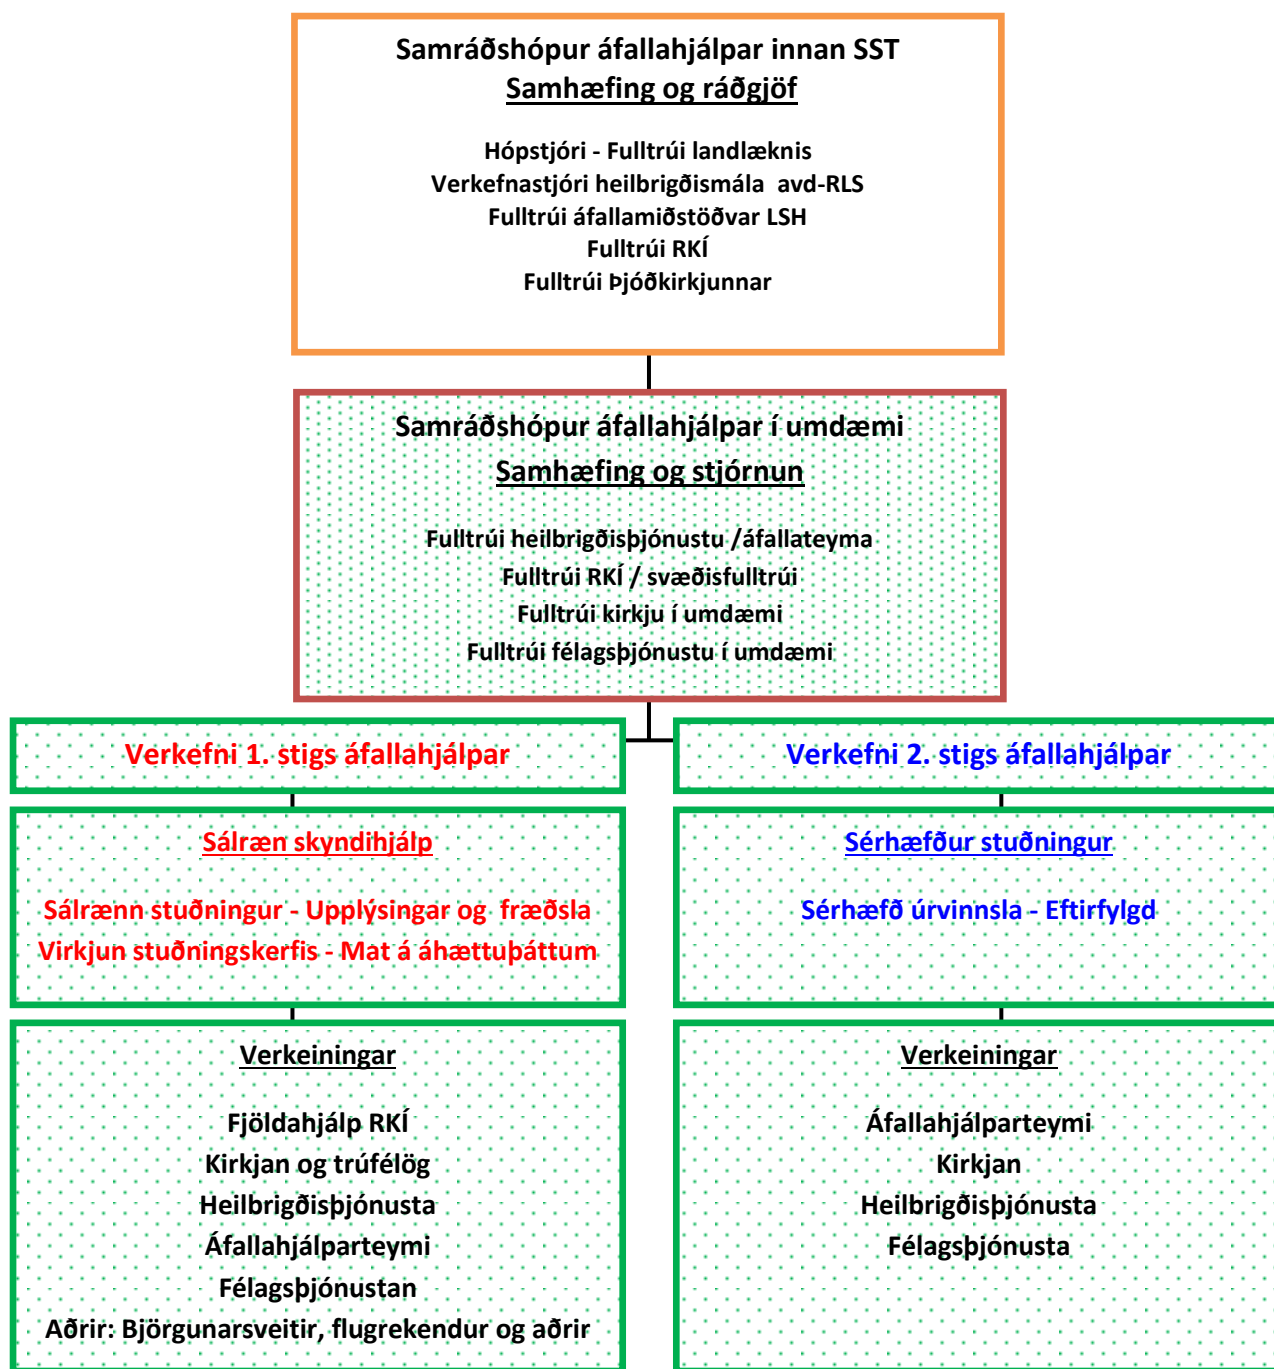 Samráðshópur áfallahjálpar innan SST
Samhæfing og ráðgjöf
Hópstjóri - Fulltrúi landlæknis
Verkefnastjóri heilbrigðismála  avd-RLS
Fulltrúi áfallamiðstöðvar LSH
Fulltrúi RKÍ
Fulltrúi Þjóðkirkjunnar
Samráðshópur áfallahjálpar í umdæmi
Samhæfing og stjórnun
Fulltrúi heilbrigðisþjónustu /áfallateyma
Fulltrúi RKÍ / svæðisfulltrúi
Fulltrúi kirkju í umdæmi
Fulltrúi félagsþjónustu í umdæmi
Verkefni 1. stigs áfallahjálpar
Sálræn skyndihjálp
Sálrænn stuðningur - Upplýsingar og  fræðsla
Virkjun stuðningskerfis - Mat á áhættuþáttum
Verkeiningar
Fjöldahjálp RKÍ
Kirkjan og trúfélög
Heilbrigðisþjónusta
Áfallahjálparteymi
Félagsþjónustan
Aðrir: Björgunarsveitir, flugrekendur og aðrir
Verkefni 2. stigs áfallahjálpar
Sérhæfður stuðningur
Sérhæfð úrvinnsla - Eftirfylgd
Verkeiningar
Áfallahjálparteymi
Kirkjan
Heilbrigðisþjónusta
Félagsþjónusta